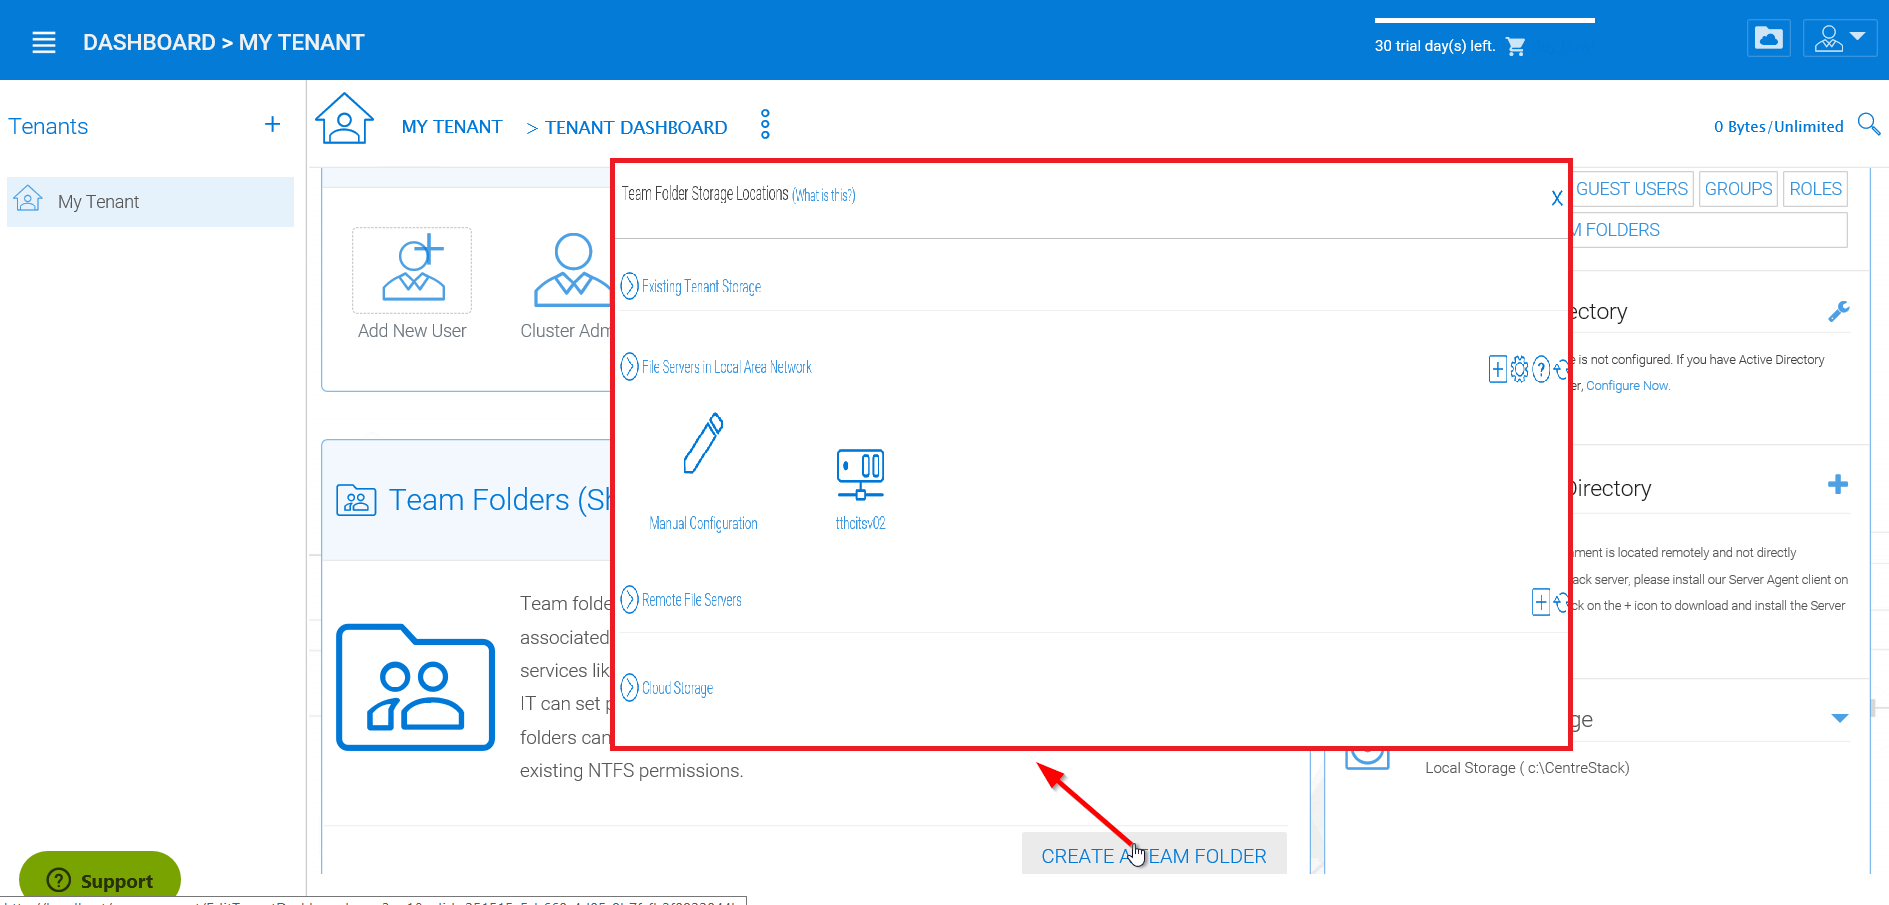 DASHBOARD > MY TENANT
30 trial day(s) left.
Tenants
+
My Tenant
MY TENANT > TENANT DASHBOARD
0 Bytes/Unlimited
Add New User
Cluster Adm
Team Folders (Sh
Team folde
associated
services lik
IT can set p
folders can
existing NTFS permissions.
CREATE A TEAM FOLDER
Team Folder Storage Locations (What is this?)
X
Existing Tenant Storage
File Servers in Local Area Network
Manual Configuration
tthcitsv02
Remote File Servers
Cloud Storage
GUEST USERS
GROUPS
ROLES
M FOLDERS
ectory
e is not configured. If you have Active Directory
er, Configure Now.
Directory
nment is located remotely and not directly
ack server, please install our Server Agent client on
ck on the + icon to download and install the Server
ge
Local Storage ( c:\CentreStack)
Support